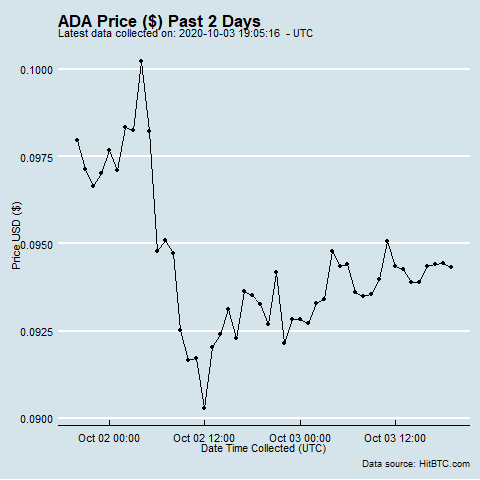 ADA Price ($) Past 2 Days
Latest data collected on: 2020-10-03 19:05:16 - UTC
0.1000
0.0975
0.0950
0.0925
0.0900
Price USD ($)
Oct 02 00:00 Oct 02 12:00 Oct 03 00:00 Oct 03 12:00
Date Time Collected (UTC)
Data source: HitBTC.com